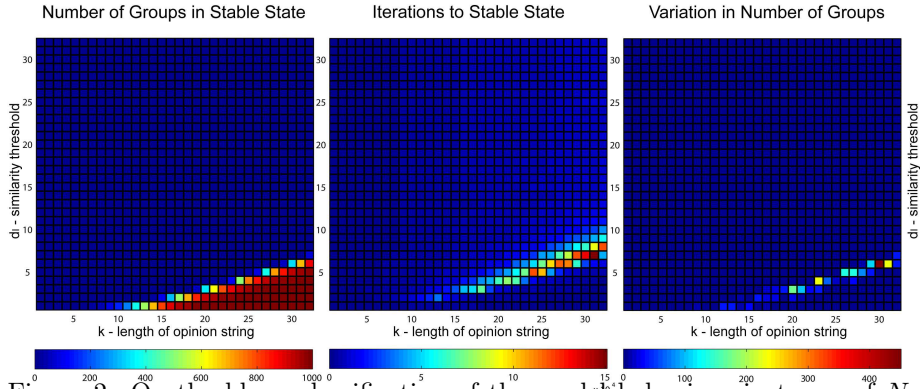 Number of Groups in Stable State
Iterations to Stable State
Variation in Number of Groups
dı - similarity threshold
30
25
20
15
10
5
5 10 15 20 25 30
k - length of opinion string
0 200 400 600 800 1000
30
25
20
15
10
5
5 10 15 20 25 30
k - length of opinion string
0 5 10 15
30
25
20
15
10
5
5 10 15 20 25 30
k - length of opinion string
0 100 200 300 400
dı - similarity threshold